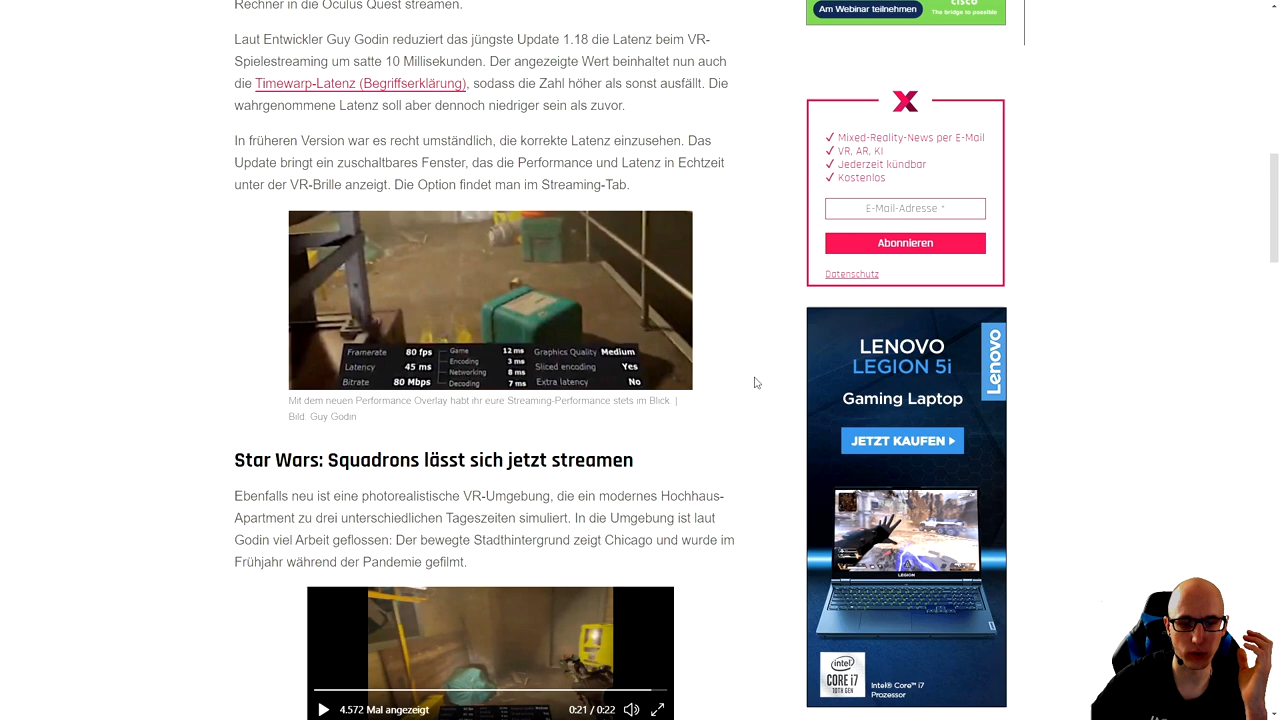 Rechner in die Oculus Quest streamen.
Laut Entwickler Guy Godin reduziert das jüngste Update 1.18 die Latenz beim VR-
Spielestreaming um satte 10 Millisekunden. Der angezeigte Wert beinhaltet nun auch
die Timewarp-Latenz (Begriffserklärung), sodass die Zahl höher als sonst ausfällt. Die
wahrgenommene Latenz soll aber dennoch niedriger sein als zuvor.
In früheren Version war es recht umständlich, die korrekte Latenz einzusehen. Das
Update bringt ein zuschaltbares Fenster, das die Performance und Latenz in Echtzeit
unter der VR-Brille anzeigt. Die Option findet man im Streaming-Tab.
Framerate 80 fps Game 12 ms Graphics Quality Medium
Encoding 3 ms
Latency 45 ms Sliced encoding Yes
Networking 8 ms
Bitrate 80 Mbps Decoding 7 ms Extra latency No
Mit dem neuen Performance Overlay habt ihr eure Streaming-Performance stets im Blick. |
Bild: Guy Godin
Star Wars: Squadrons lässt sich jetzt streamen
Ebenfalls neu ist eine photorealistische VR-Umgebung, die ein modernes Hochhaus-
Apartment zu drei unterschiedlichen Tageszeiten simuliert. In die Umgebung ist laut
Godin viel Arbeit geflossen: Der bewegte Stadthintergrund zeigt Chicago und wurde im
Frühjahr während der Pandemie gefilmt.
4.572 Mal angezeigt 0:21 / 0:22
Am Webinar teilnehmen
cisco
The bridge to possible
X
✓ Mixed-Reality-News per E-Mail
✓ VR, AR, KI
✓ Jederzeit kündbar
✓ Kostenlos
E-Mail-Adresse *
Abonnieren
Datenschutz
LENOVO
LEGION 5i
Lenovo
Gaming Laptop
JETZT KAUFEN
LEGION
intel
CORE i7
10TH GEN
Intel® Core™ i7
Prozessor